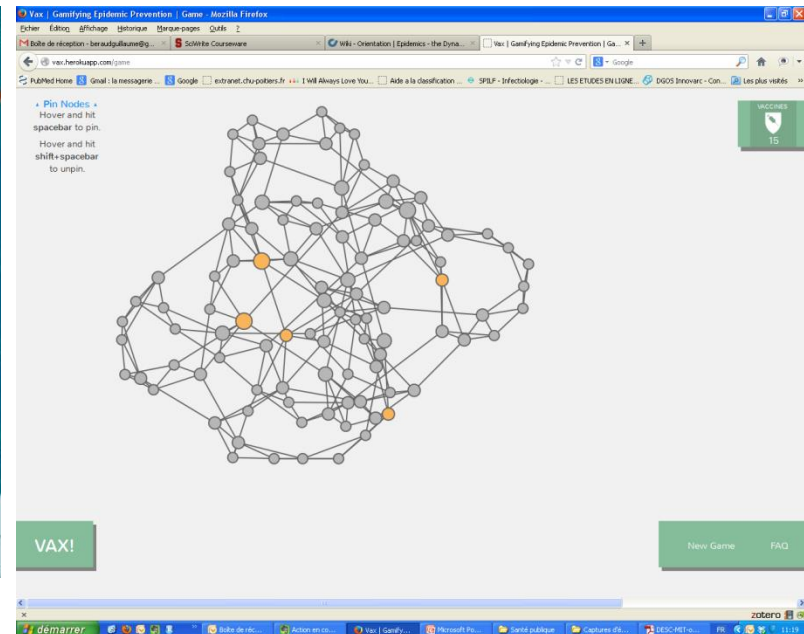 Vax | Gamifying Epidemic Prevention | Game - Mozilla Firefox
Fichier Édition Affichage Historique Marque-pages Outils ?
Boîte de réception - beraudguillaume@g... × SciWrite Courseware × Wiki - Orientation | Epidemics - the Dyna... × Vax | Gamifying Epidemic Prevention | Ga... × +
vax.herokuapp.com/game Google
PubMed Home Gmail : la messagerie ... Google extranet.chu-poitiers.fr I Will Always Love You... Aide a la classification ... SPILF - Infectiologie - ... LES ETUDES EN LIGNE... DGOS Innovarc - Con... Les plus visités »
Pin Nodes
Hover and hit
spacebar to pin.
Hover and hit
shift+spacebar
to unpin.
VACCINES
15
VAX!
New Game FAQ
× zotero
démarrer Boîte de réc... Action en co... Vax | Gamify... Microsoft Po... Santé publique Captures d'é... DESC-MIT-o... FR 11:19